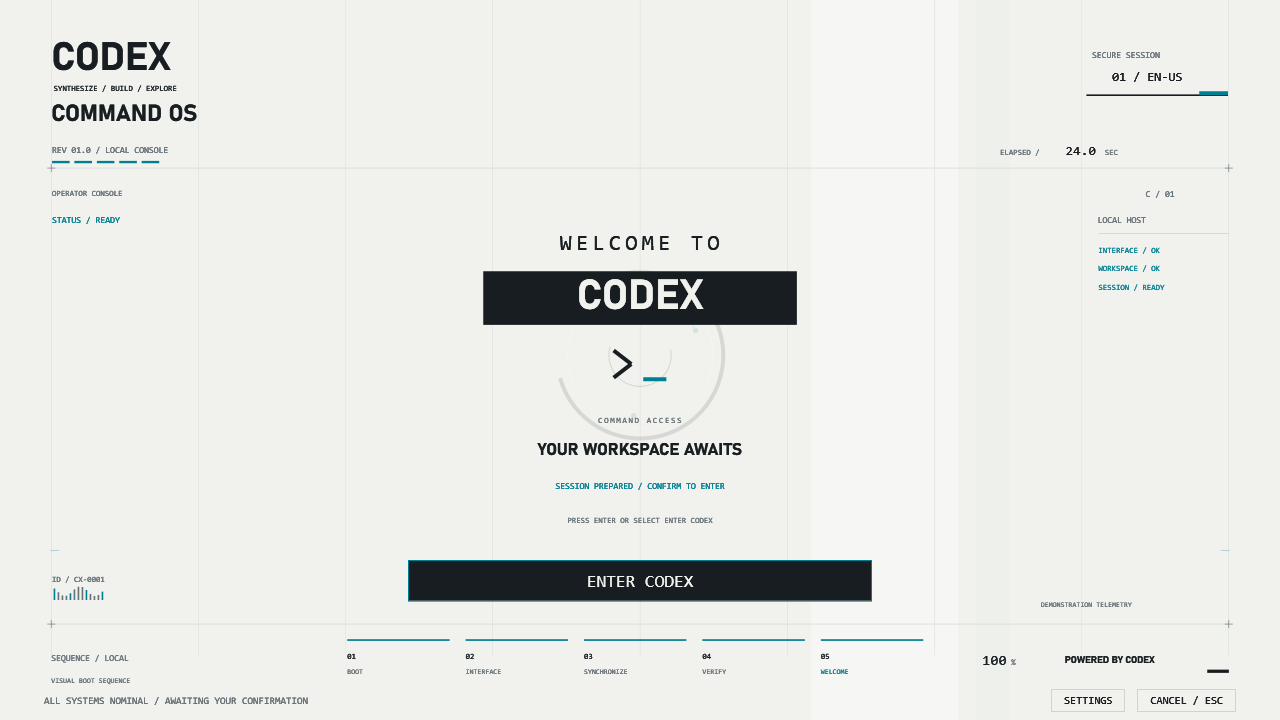 CODEX
SYNTHESIZE / BUILD / EXPLORE
COMMAND OS
REV 01.0 / LOCAL CONSOLE
SECURE SESSION
01 / EN-US
ELAPSED / 24.0 SEC
OPERATOR CONSOLE
STATUS / READY
C / 01
LOCAL HOST
INTERFACE / OK
WORKSPACE / OK
SESSION / READY
WELCOME TO
CODEX
>_
COMMAND ACCESS
YOUR WORKSPACE AWAITS
SESSION PREPARED / CONFIRM TO ENTER
PRESS ENTER OR SELECT ENTER CODEX
ENTER CODEX
ID / CX-0001
DEMONSTRATION TELEMETRY
SEQUENCE / LOCAL
VISUAL BOOT SEQUENCE
01
BOOT
02
INTERFACE
03
SYNCHRONIZE
04
VERIFY
05
WELCOME
100 %
POWERED BY CODEX
ALL SYSTEMS NOMINAL / AWAITING YOUR CONFIRMATION
SETTINGS
CANCEL / ESC